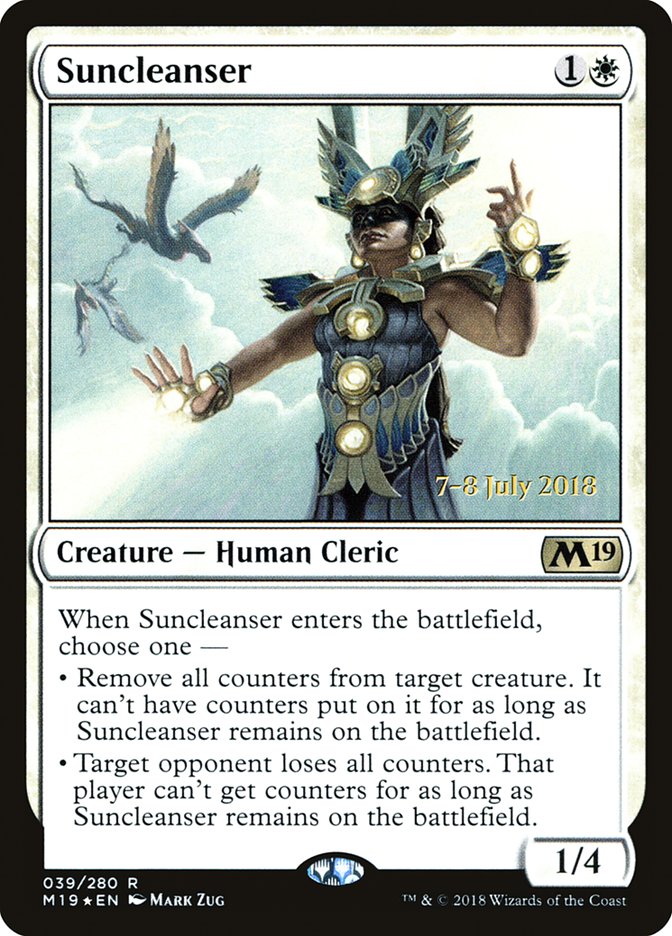 Suncleanser 1
7–8 July 2018
Creature — Human Cleric M19
When Suncleanser enters the battlefield,
choose one —
• Remove all counters from target creature. It
can't have counters put on it for as long as
Suncleanser remains on the battlefield.
• Target opponent loses all counters. That
player can't get counters for as long as
Suncleanser remains on the battlefield.
1/4
039/280 R
M19★EN Mark Zug
™ & © 2018 Wizards of the Coast